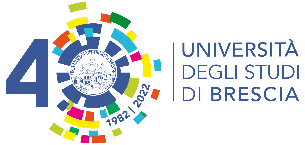 40
1982 | 2022
UNIVERSITÀ
DEGLI STUDI
DI BRESCIA